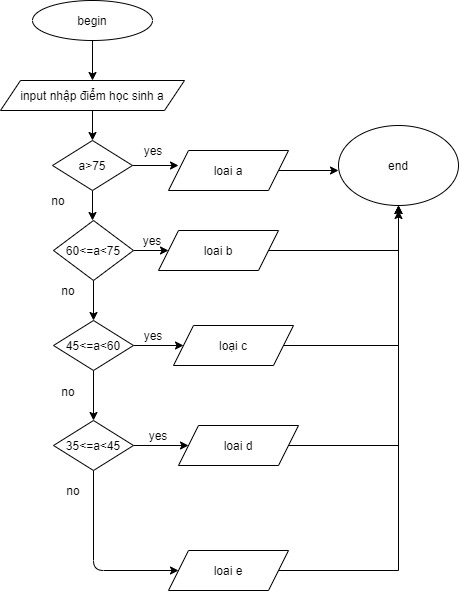 begin
input nhập điểm học sinh a
a>75
yes
loai a
end
no
60<=a<75
yes
loai b
no
45<=a<60
yes
loại c
no
35<=a<45
yes
loai d
no
loai e